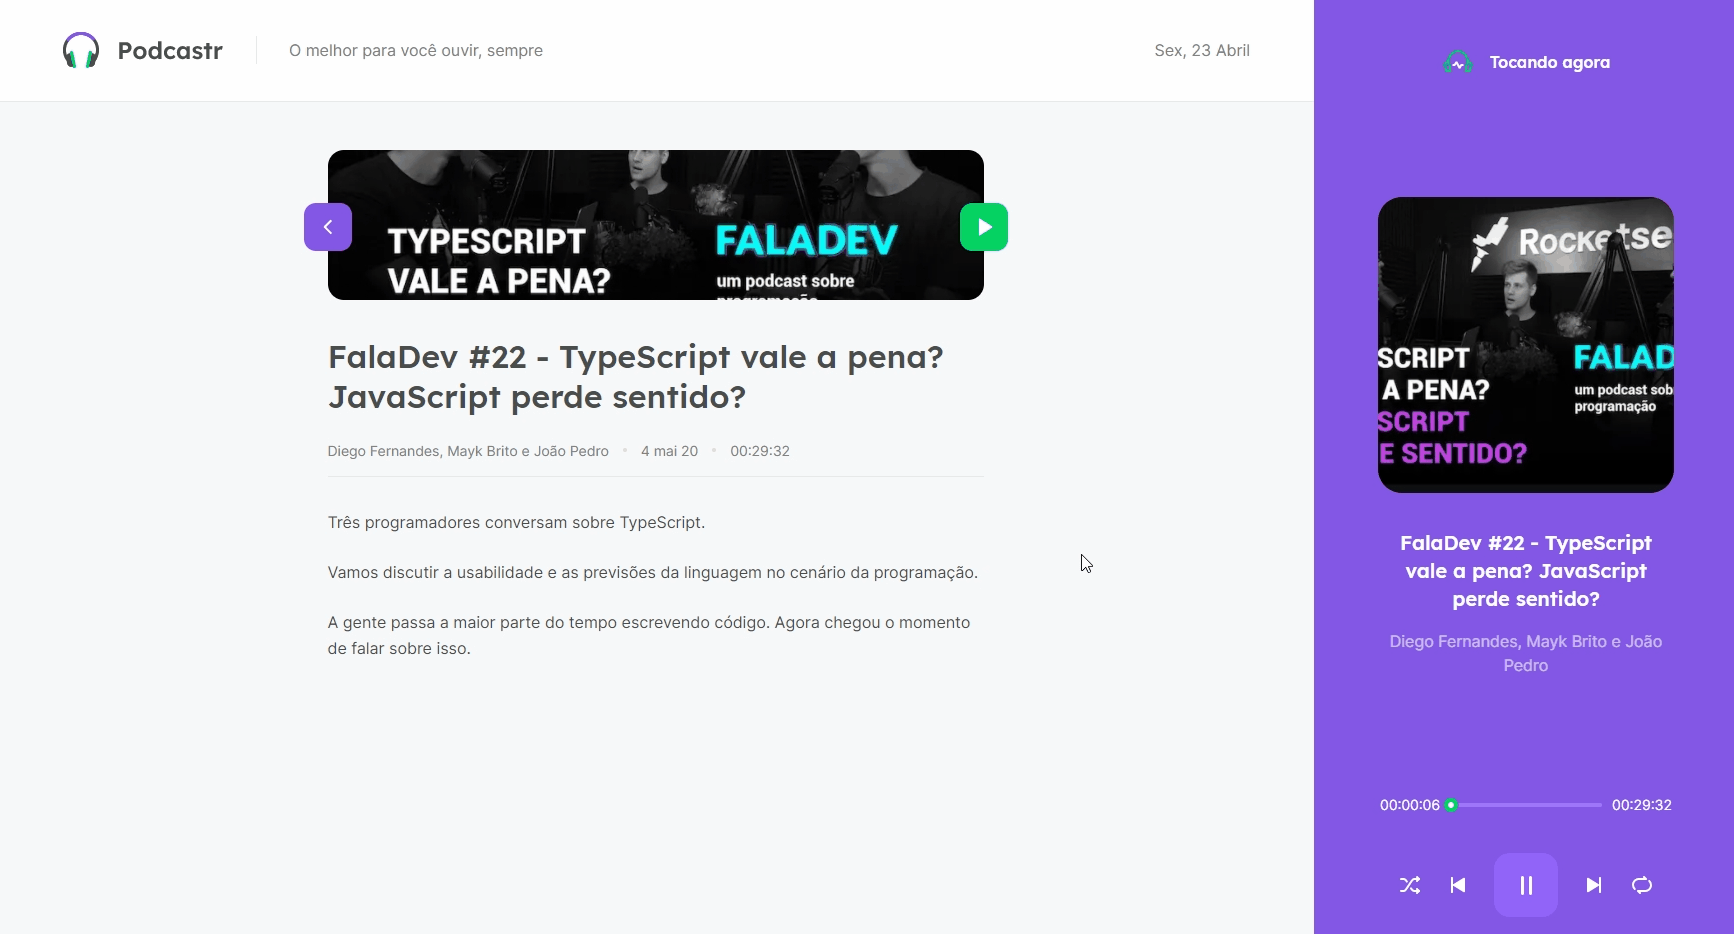 Podcastr
O melhor para você ouvir, sempre
Sex, 23 Abril
TYPESCRIPT
VALE A PENA?
FALADEV
um podcast sobre
programação
FalaDev #22 - TypeScript vale a pena?
JavaScript perde sentido?
Diego Fernandes, Mayk Brito e João Pedro • 4 mai 20 • 00:29:32
Três programadores conversam sobre TypeScript.
Vamos discutir a usabilidade e as previsões da linguagem no cenário da programação.
A gente passa a maior parte do tempo escrevendo código. Agora chegou o momento
de falar sobre isso.
Tocando agora
Rocketse
SCRIPT
A PENA?
SCRIPT
E SENTIDO?
FALAD
um podcast sob
programação
FalaDev #22 - TypeScript
vale a pena? JavaScript
perde sentido?
Diego Fernandes, Mayk Brito e João
Pedro
00:00:06
00:29:32